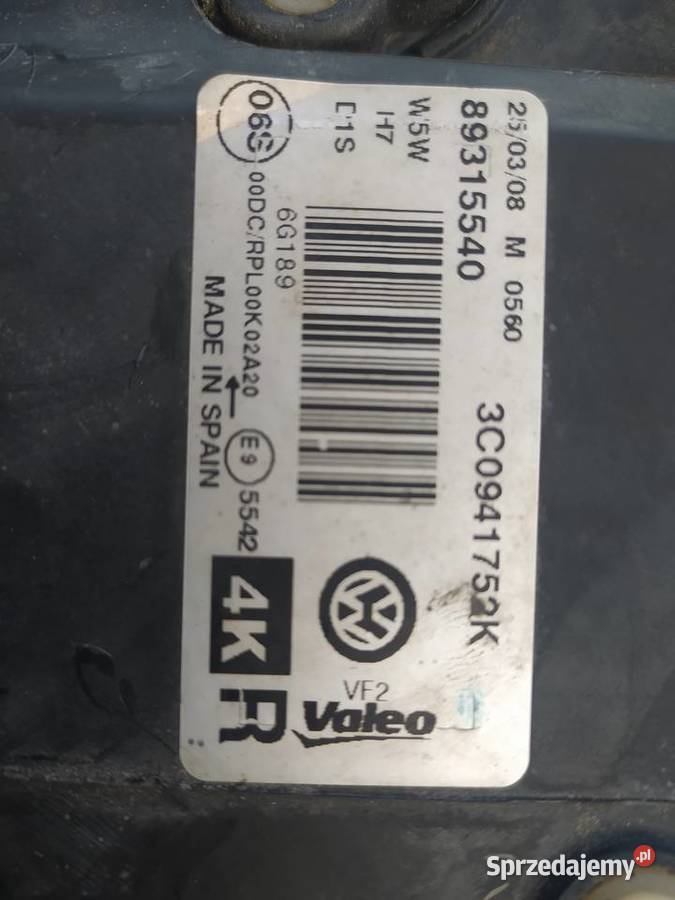 25/03/08 M 0560
89315540 3C0941752K
W5W
H7
D1S
6G189
06S 00DC/RPL00K02A20 E9 5542
MADE IN SPAIN
4K
R
VF2
Valeo
Sprzedajemy.pl